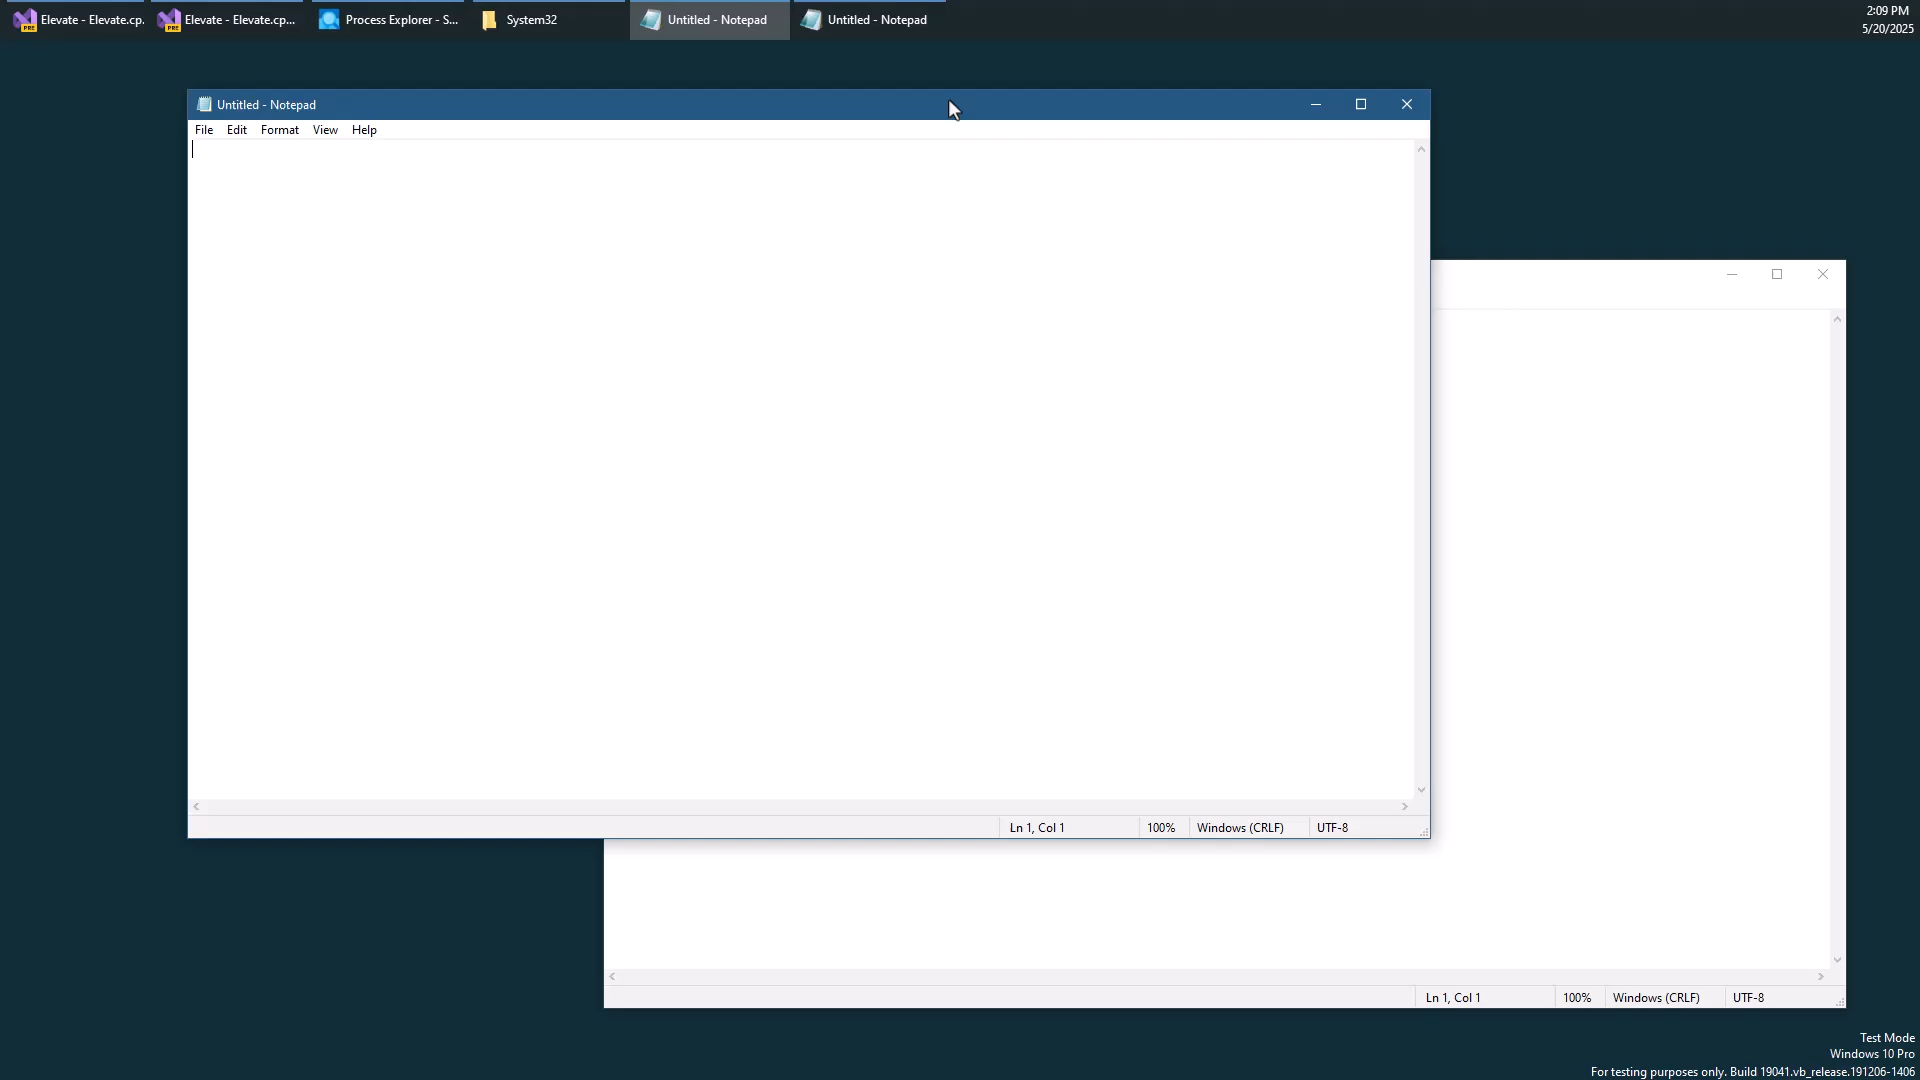 Elevate - Elevate.cp. Elevate - Elevate.cp... Process Explorer - S... System32 Untitled - Notepad Untitled - Notepad 2:09 PM
5/20/2025
PRE PRE
Untitled - Notepad
File Edit Format View Help
Ln 1, Col 1 100% Windows (CRLF) UTF-8
Ln 1, Col 1 100% Windows (CRLF) UTF-8
Test Mode
Windows 10 Pro
For testing purposes only. Build 19041.vb_release.191206-1406